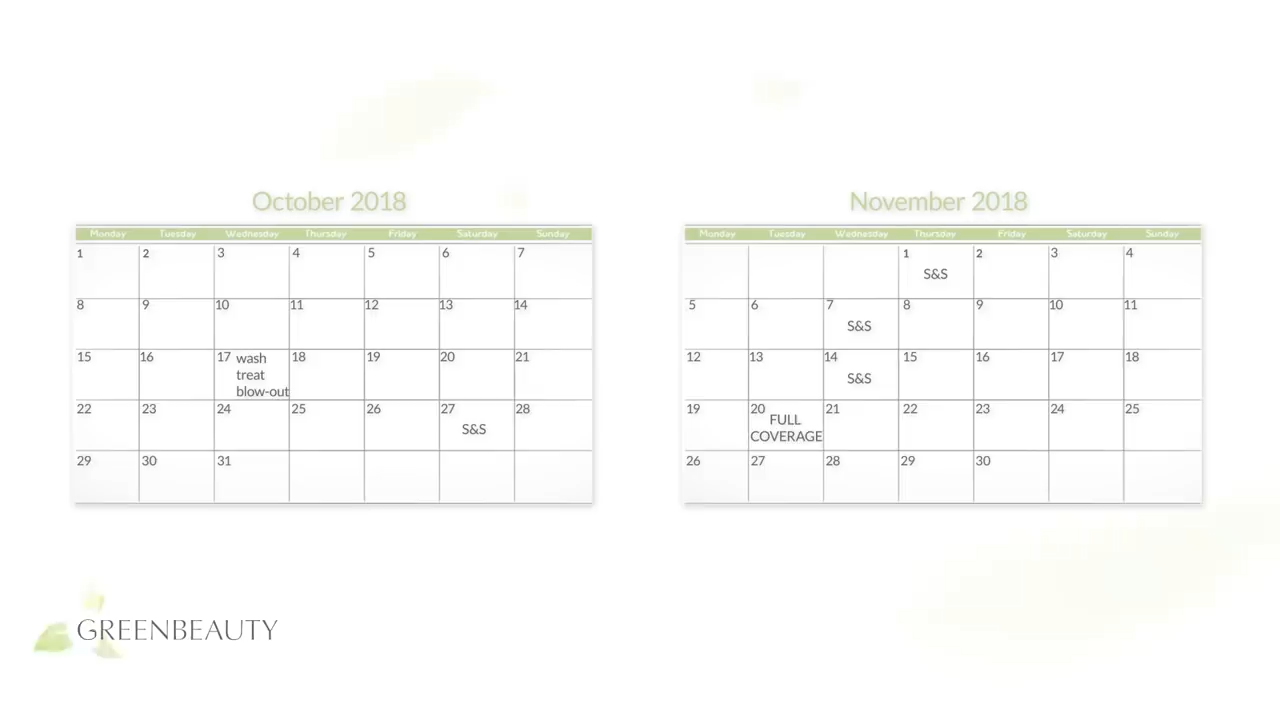 October 2018
Monday Tuesday Wednesday Thursday Friday Saturday Sunday
1 2 3 4 5 6 7
8 9 10 11 12 13 14
15 16 17 wash 18 19 20 21
treat
blow-out
22 23 24 25 26 27 28
S&S
29 30 31
November 2018
Monday Tuesday Wednesday Thursday Friday Saturday Sunday
1 2 3 4
S&S
5 6 7 8 9 10 11
S&S
12 13 14 15 16 17 18
S&S
19 20 21 22 23 24 25
FULL
COVERAGE
26 27 28 29 30
GREENBEAUTY